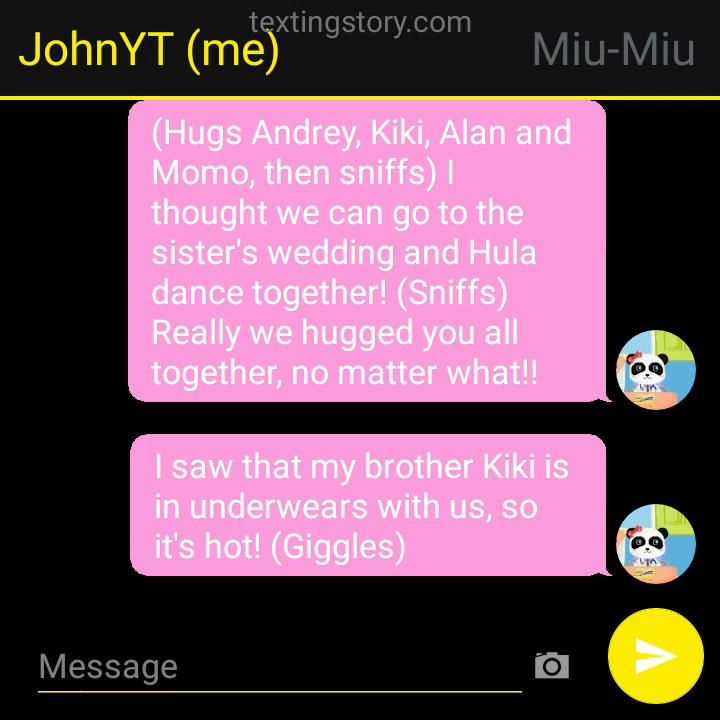 textingstory.com
JohnYT (me)
Miu-Miu
(Hugs Andrey, Kiki, Alan and
Momo, then sniffs) I
thought we can go to the
sister's wedding and Hula
dance together! (Sniffs)
Really we hugged you all
together, no matter what!!
I saw that my brother Kiki is
in underwears with us, so
it's hot! (Giggles)
Message